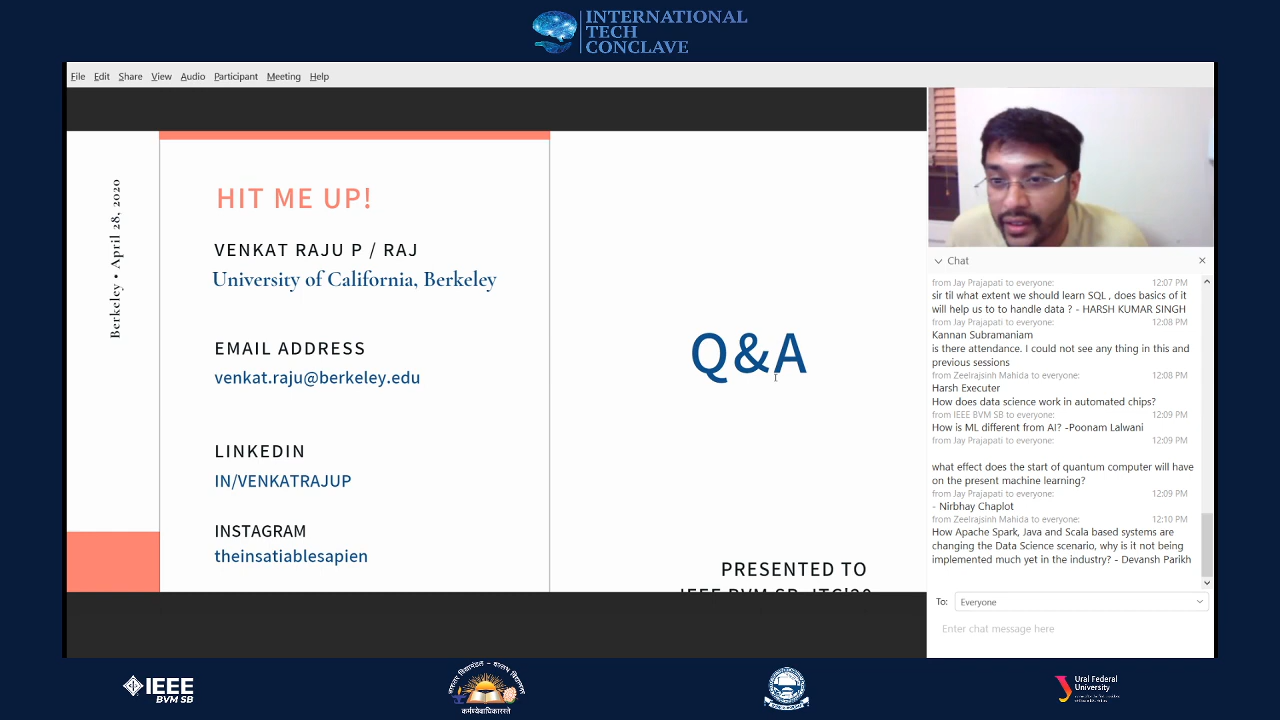 INTERNATIONAL
TECH
CONCLAVE
File Edit Share View Audio Participant Meeting Help
Berkeley • April 28, 2020
HIT ME UP!
VENKAT RAJU P / RAJ
University of California, Berkeley
EMAIL ADDRESS
venkat.raju@berkeley.edu
LINKEDIN
IN/VENKATRAJUP
INSTAGRAM
theinsatiablesapien
Q&A
PRESENTED TO
IEEE BVM SB, ITC'20
Chat
from Jay Prajapati to everyone: 12:07 PM
sir til what extent we should learn SQL , does basics of it
will help us to to handle data ? - HARSH KUMAR SINGH
from Jay Prajapati to everyone: 12:08 PM
Kannan Subramaniam
is there attendance. I could not see any thing in this and
previous sessions
from Zeelrajsinh Mahida to everyone: 12:08 PM
Harsh Executer
How does data science work in automated chips?
from IEEE BVM SB to everyone: 12:09 PM
How is ML different from AI? -Poonam Lalwani
from Jay Prajapati to everyone: 12:09 PM
what effect does the start of quantum computer will have
on the present machine learning?
from Jay Prajapati to everyone: 12:09 PM
- Nirbhay Chaplot
from Zeelrajsinh Mahida to everyone: 12:10 PM
How Apache Spark, Java and Scala based systems are
changing the Data Science scenario, why is it not being
implemented much yet in the industry? - Devansh Parikh
To: Everyone
Enter chat message here
IEEE
BVM SB
कर्मण्येवाधिकारस्ते
Ural Federal
University